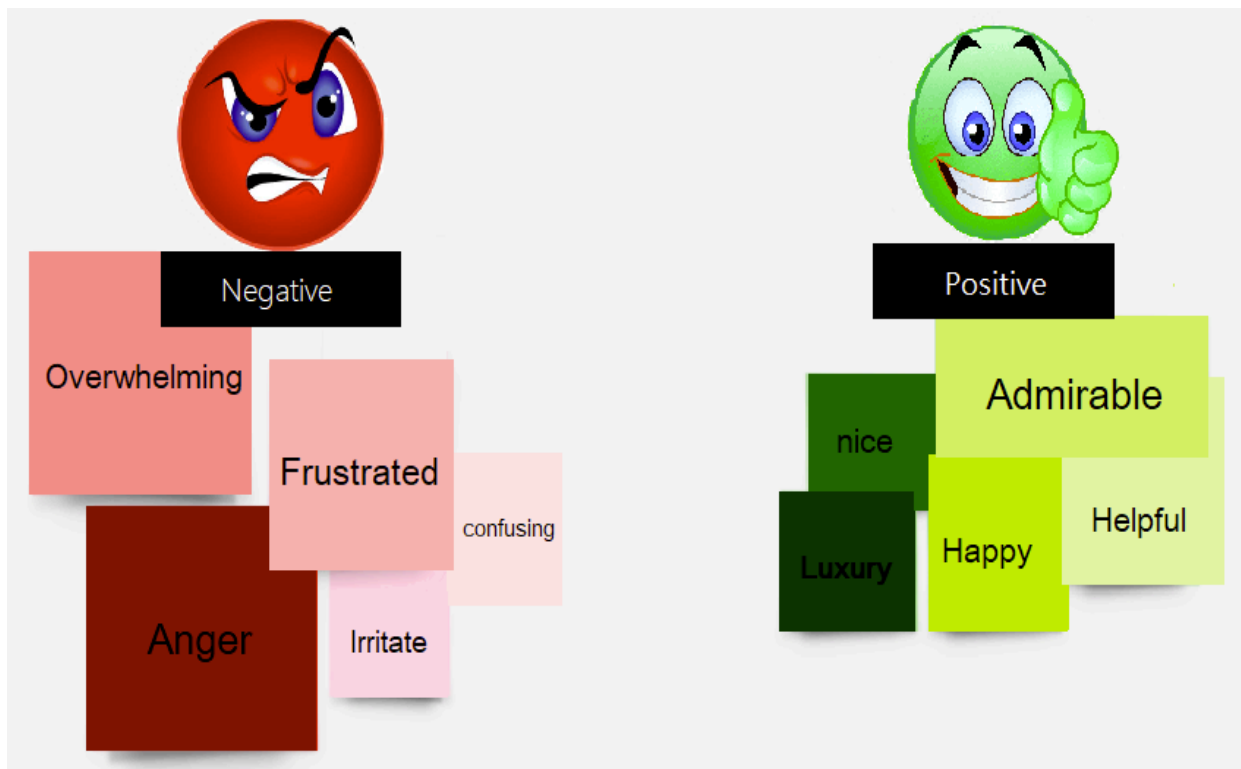 Negative
Overwhelming
Frustrated
confusing
Anger
Irritate
Positive
Admirable
nice
Helpful
Luxury
Happy